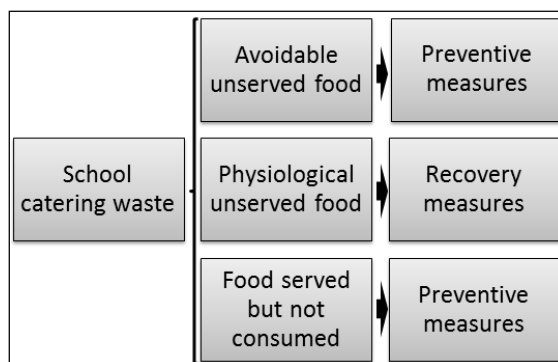 School
catering waste
Avoidable
unserved food
Preventive
measures
Physiological
unserved food
Recovery
measures
Food served
but not
consumed
Preventive
measures